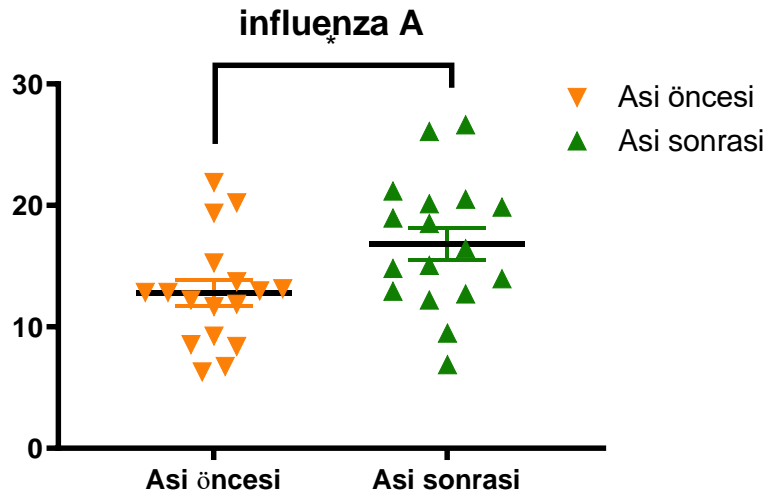 influenza A
*
30
20
10
0
Asi öncesi
Asi sonrasi
Asi öncesi
Asi sonrasi